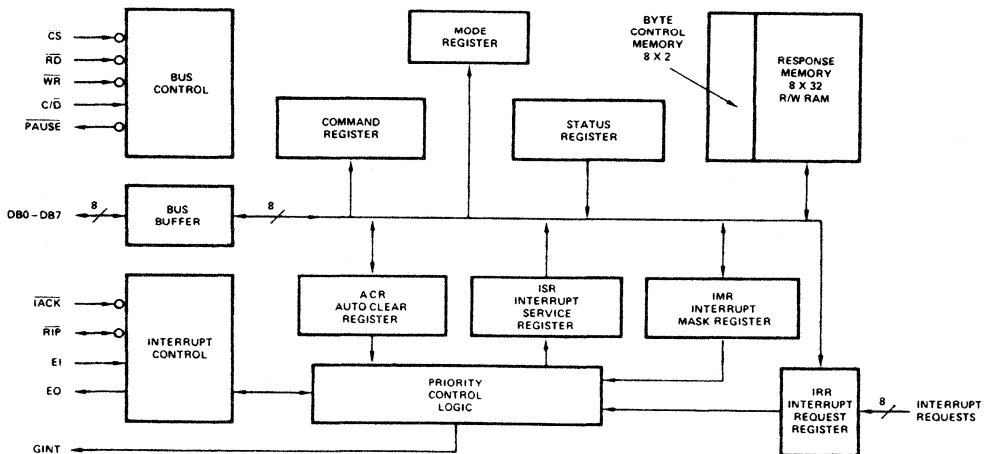 CS
RD
WR
C/D
PAUSE
BUS
CONTROL
MODE
REGISTER
COMMAND
REGISTER
STATUS
REGISTER
BYTE
CONTROL
MEMORY
8 X 2
RESPONSE
MEMORY
8 X 32
R/W RAM
DB0-DB7
8
BUS
BUFFER
8
IACK
RIP
EI
EO
INTERRUPT
CONTROL
ACR
AUTO CLEAR
REGISTER
ISR
INTERRUPT
SERVICE
REGISTER
IMR
INTERRUPT
MASK REGISTER
PRIORITY
CONTROL
LOGIC
IRR
INTERRUPT
REQUEST
REGISTER
8
INTERRUPT
REQUESTS
GINT